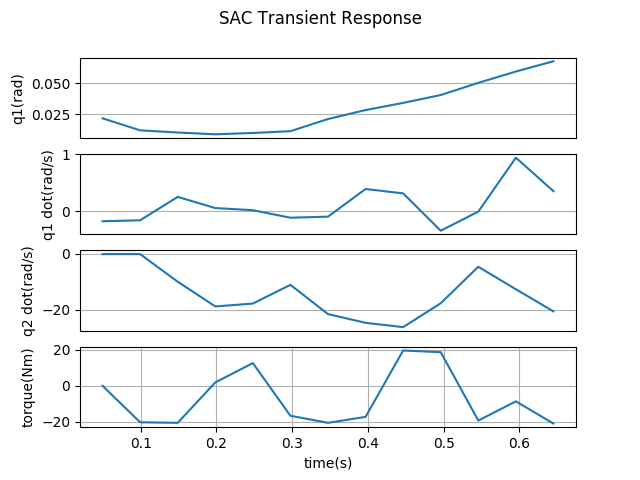 SAC Transient Response
q1(rad)
0.050
0.025
q1 dot(rad/s)
1
0
q2 dot(rad/s)
0
−20
torque(Nm)
20
0
−20
0.1 0.2 0.3 0.4 0.5 0.6
time(s)